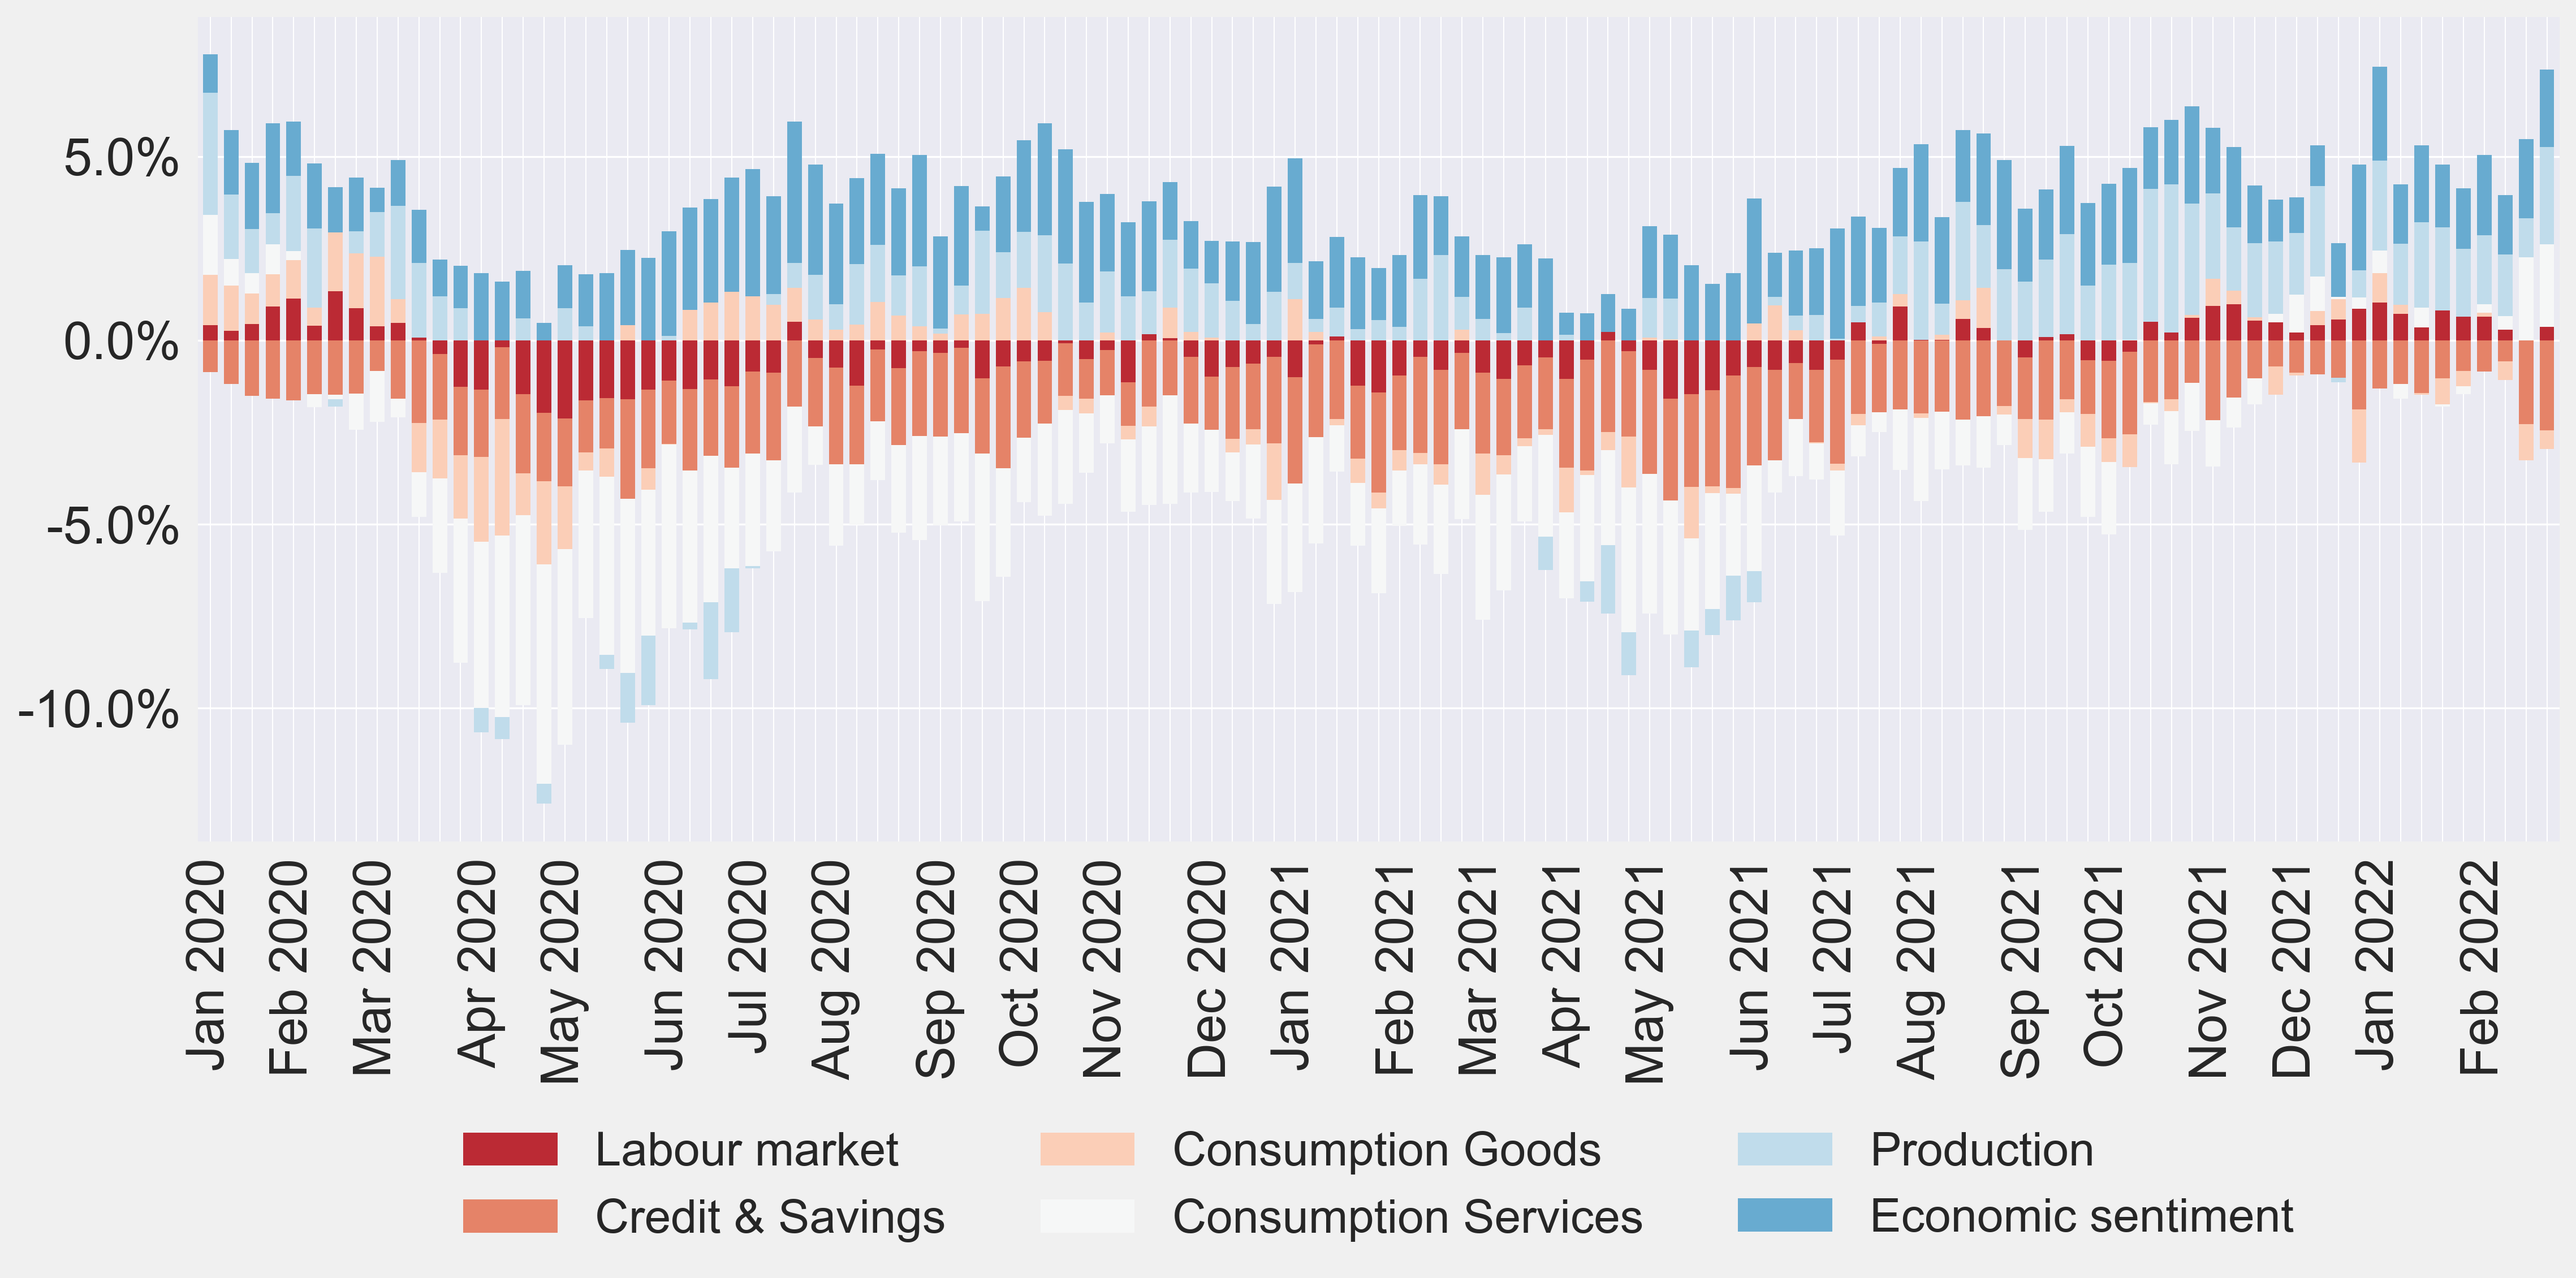 5.0%
0.0%
-5.0%
-10.0%
Jan 2020
Feb 2020
Mar 2020
Apr 2020
May 2020
Jun 2020
Jul 2020
Aug 2020
Sep 2020
Oct 2020
Nov 2020
Dec 2020
Jan 2021
Feb 2021
Mar 2021
Apr 2021
May 2021
Jun 2021
Jul 2021
Aug 2021
Sep 2021
Oct 2021
Nov 2021
Dec 2021
Jan 2022
Feb 2022
Labour market
Credit & Savings
Consumption Goods
Consumption Services
Production
Economic sentiment